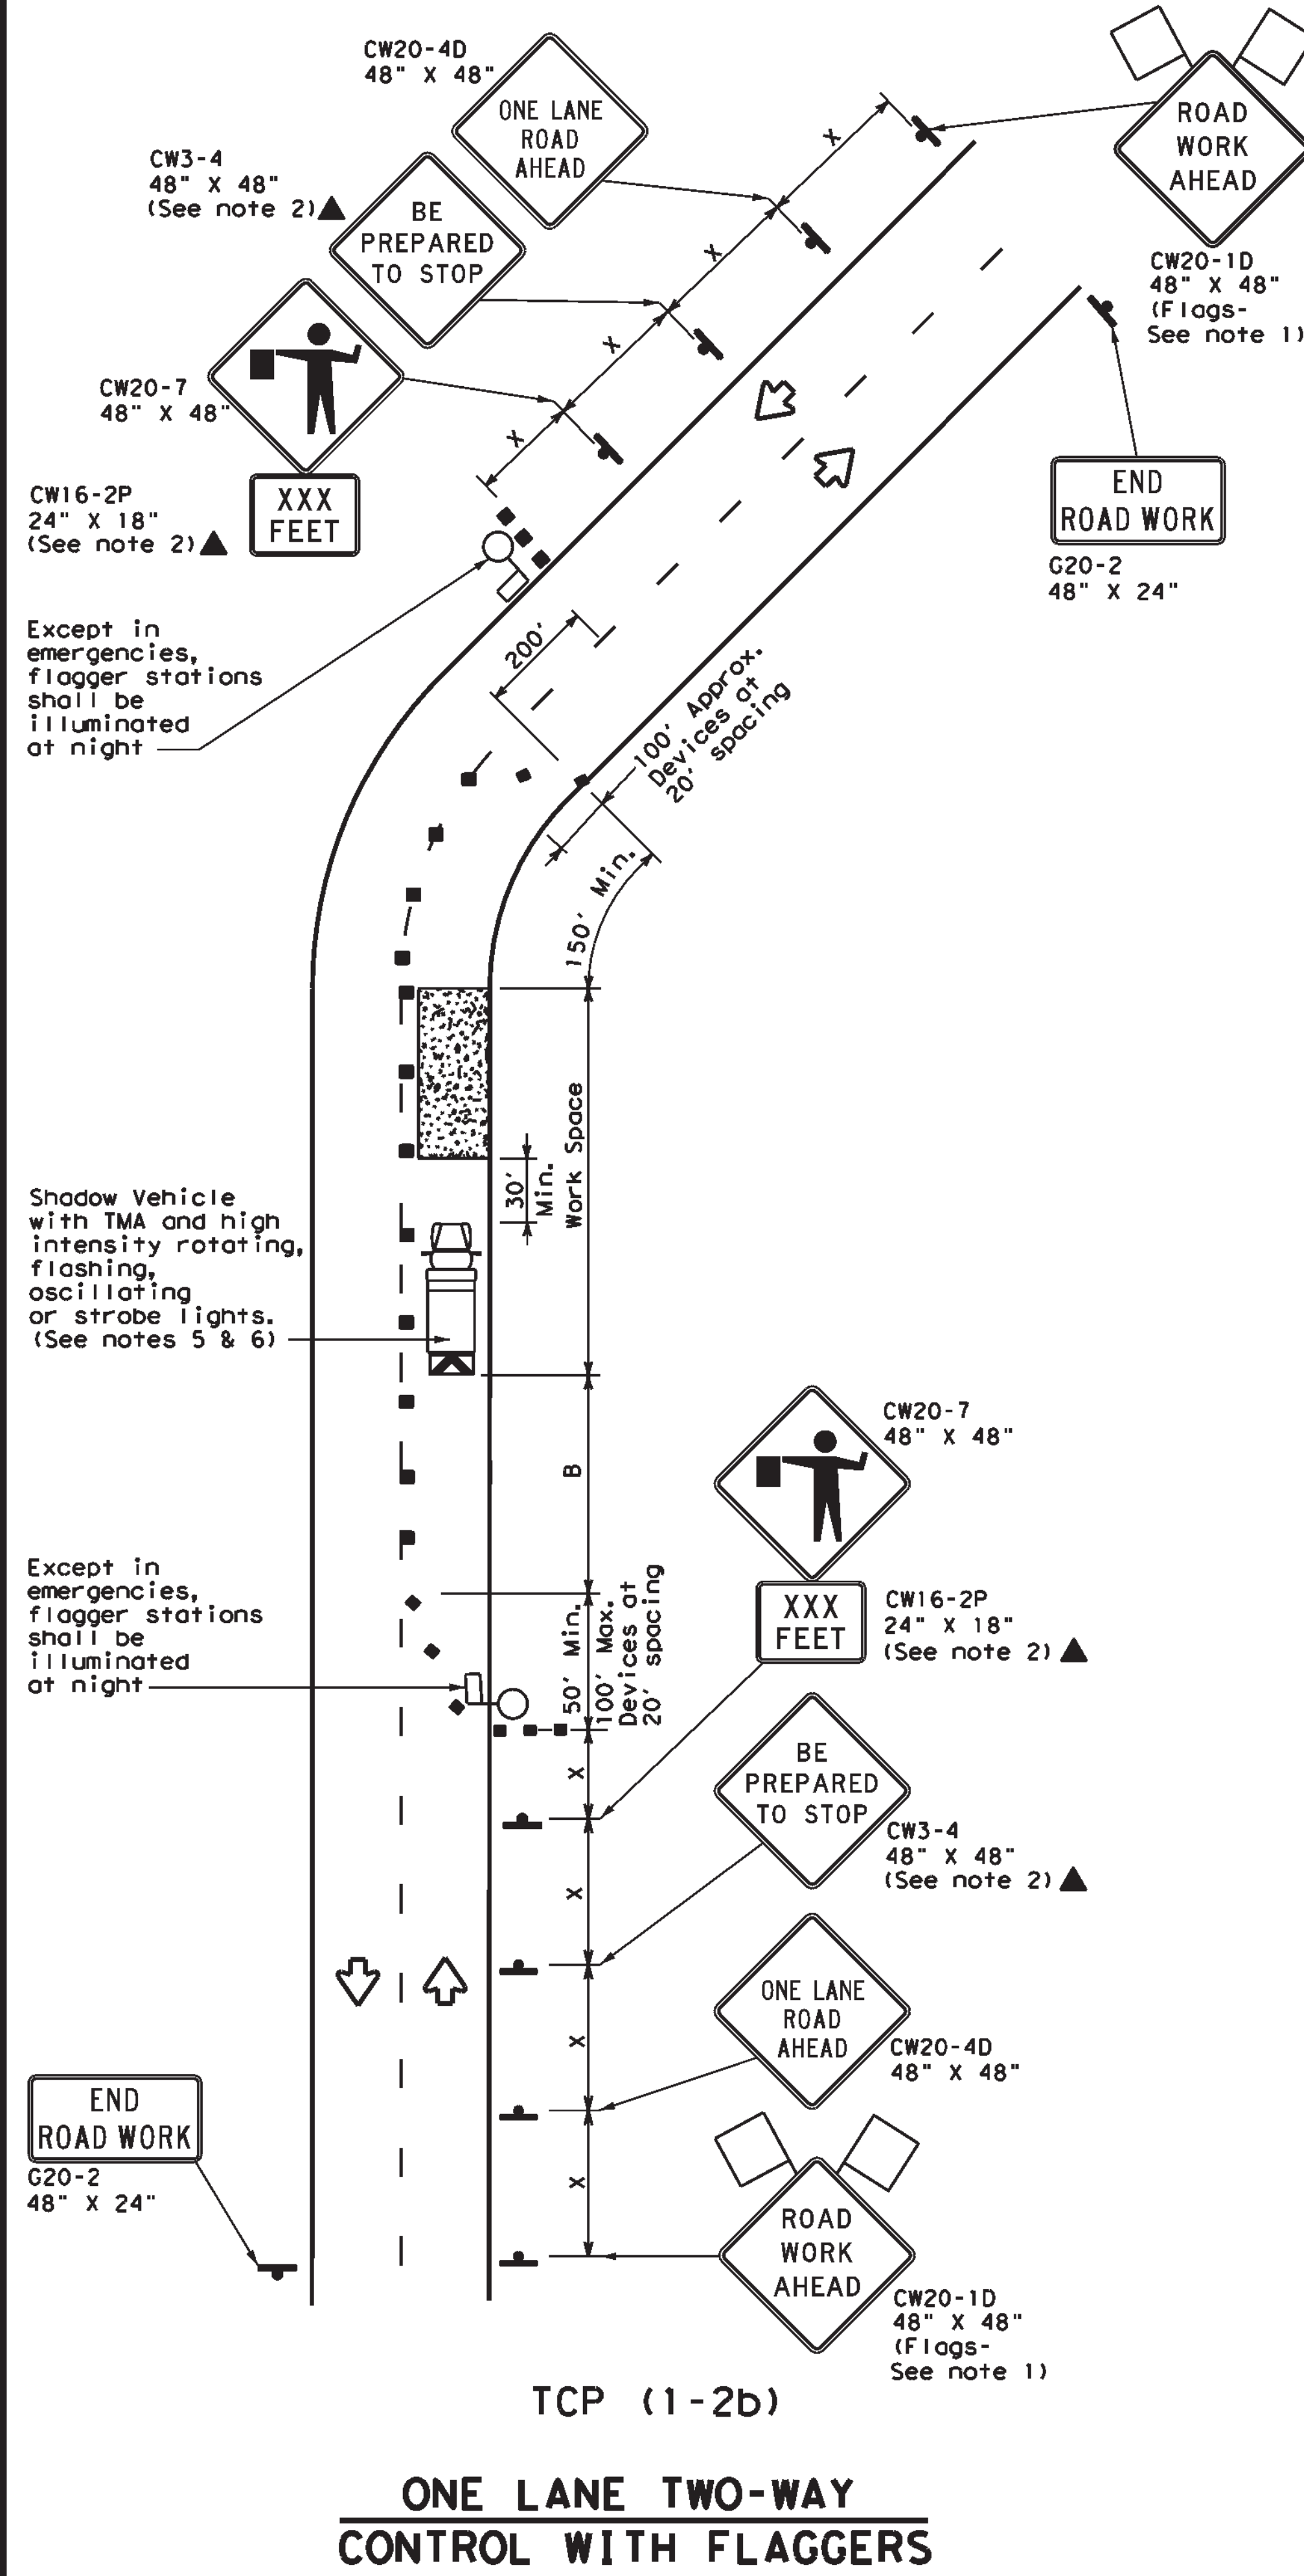 CW20-4D
48" X 48"
ONE LANE
ROAD
AHEAD
ROAD
WORK
AHEAD
CW20-1D
48" X 48"
(Flags-
See note 1)
CW3-4
48" X 48"
(See note 2)
BE
PREPARED
TO STOP
X
X
X
X
CW20-7
48" X 48"
CW16-2P
24" X 18"
(See note 2)
XXX
FEET
END
ROAD WORK
G20-2
48" X 24"
Except in
emergencies,
flagger stations
shall be
illuminated
at night
200'
100' Approx.
Devices at
20' spacing
150' Min.
Work Space
30'
Min.
Shadow Vehicle
with TMA and high
intensity rotating,
flashing,
oscillating
or strobe lights.
(See notes 5 & 6)
B
CW20-7
48" X 48"
XXX
FEET
CW16-2P
24" X 18"
(See note 2)
Except in
emergencies,
flagger stations
shall be
illuminated
at night
50' Min.
100' Max.
Devices at
20' spacing
X
BE
PREPARED
TO STOP
CW3-4
48" X 48"
(See note 2)
X
ONE LANE
ROAD
AHEAD
CW20-4D
48" X 48"
X
END
ROAD WORK
G20-2
48" X 24"
X
ROAD
WORK
AHEAD
CW20-1D
48" X 48"
(Flags-
See note 1)
TCP (1-2b)
ONE LANE TWO-WAY
CONTROL WITH FLAGGERS